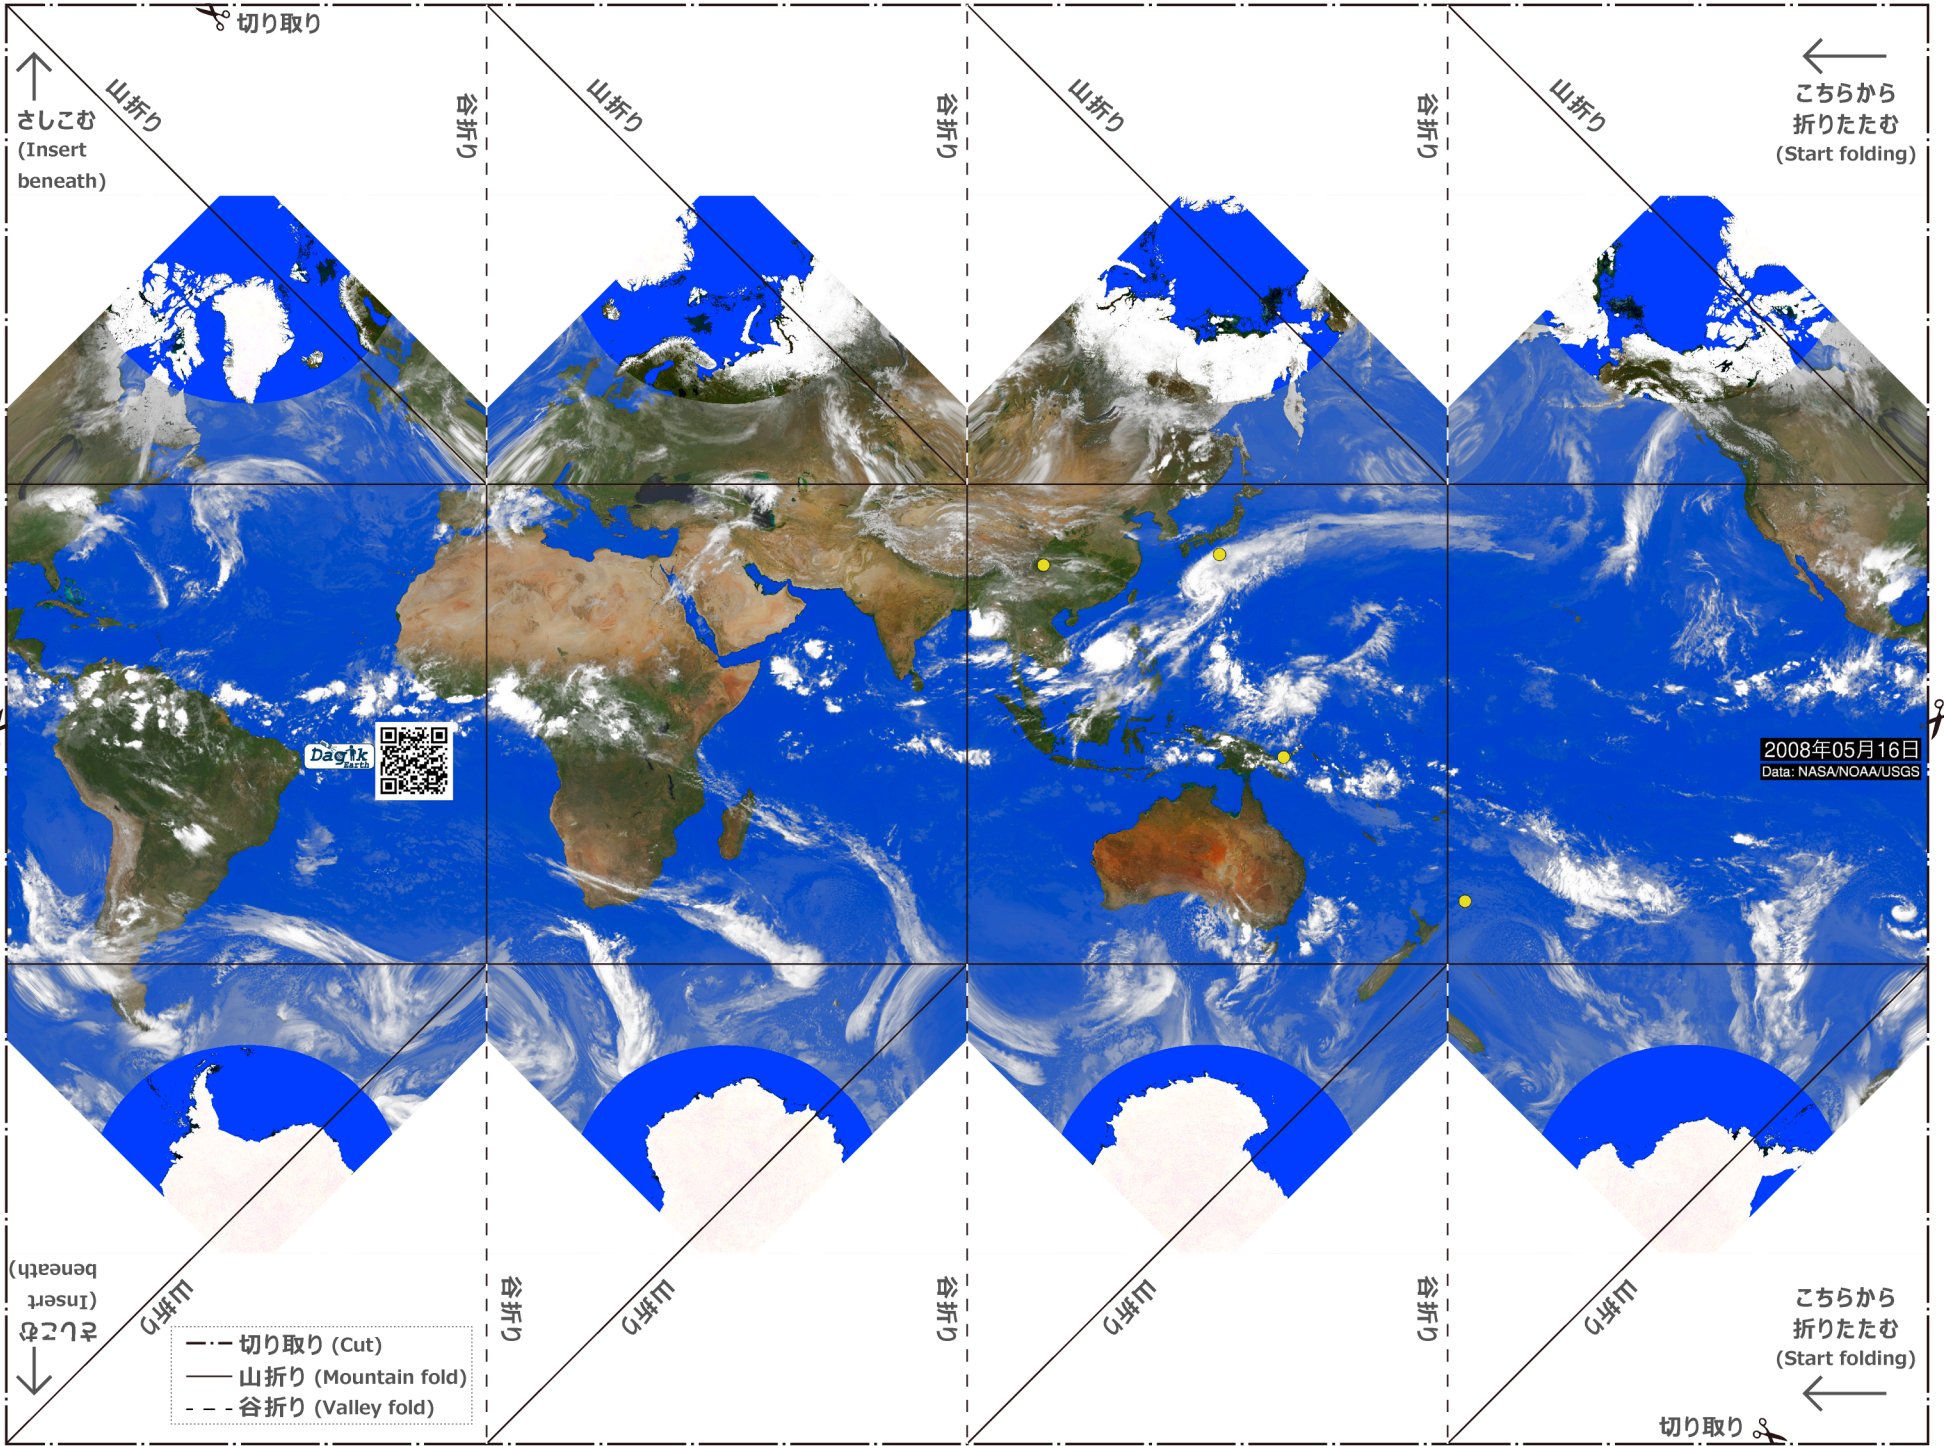 切り取り
さしこむ
(Insert
beneath)
山折り
谷折り
山折り
谷折り
山折り
谷折り
山折り
こちらから
折りたたむ
(Start folding)
Dagik
Earth
2008年05月16日
Data: NASA/NOAA/USGS
さしこむ
(Insert
beneath)
山折り
谷折り
山折り
谷折り
山折り
谷折り
山折り
こちらから
折りたたむ
(Start folding)
切り取り (Cut)
山折り (Mountain fold)
谷折り (Valley fold)
切り取り